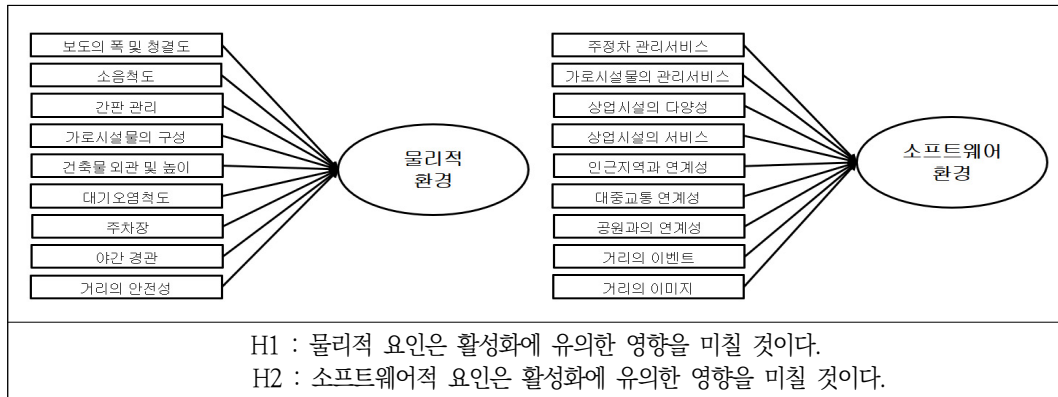 보도의 폭 및 청결도
소음척도
간판 관리
가로시설물의 구성
건축물 외관 및 높이
대기오염척도
주차장
야간 경관
거리의 안전성
물리적
환경
주정차 관리서비스
가로시설물의 관리서비스
상업시설의 다양성
상업시설의 서비스
인근지역과 연계성
대중교통 연계성
공원과의 연계성
거리의 이벤트
거리의 이미지
소프트웨어
환경
H1 : 물리적 요인은 활성화에 유의한 영향을 미칠 것이다.
H2 : 소프트웨어적 요인은 활성화에 유의한 영향을 미칠 것이다.